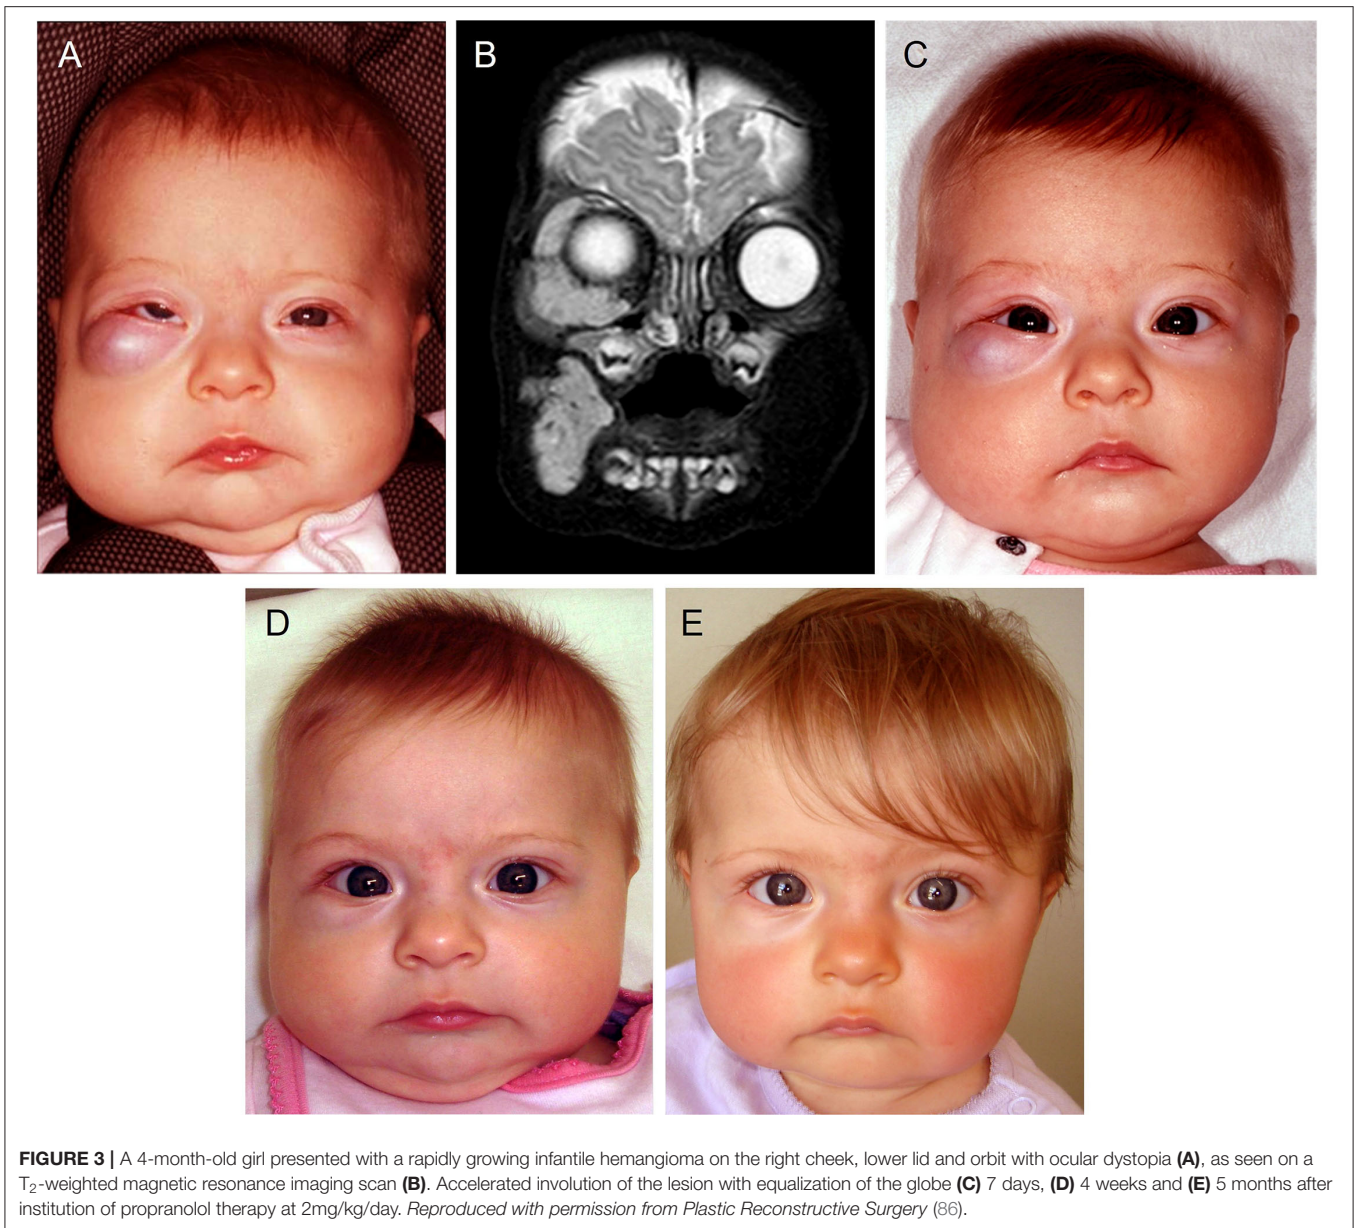 A
B
C
D
E
FIGURE 3 | A 4-month-old girl presented with a rapidly growing infantile hemangioma on the right cheek, lower lid and orbit with ocular dystopia (A), as seen on a
T2-weighted magnetic resonance imaging scan (B). Accelerated involution of the lesion with equalization of the globe (C) 7 days, (D) 4 weeks and (E) 5 months after
institution of propranolol therapy at 2mg/kg/day. Reproduced with permission from Plastic Reconstructive Surgery (86).